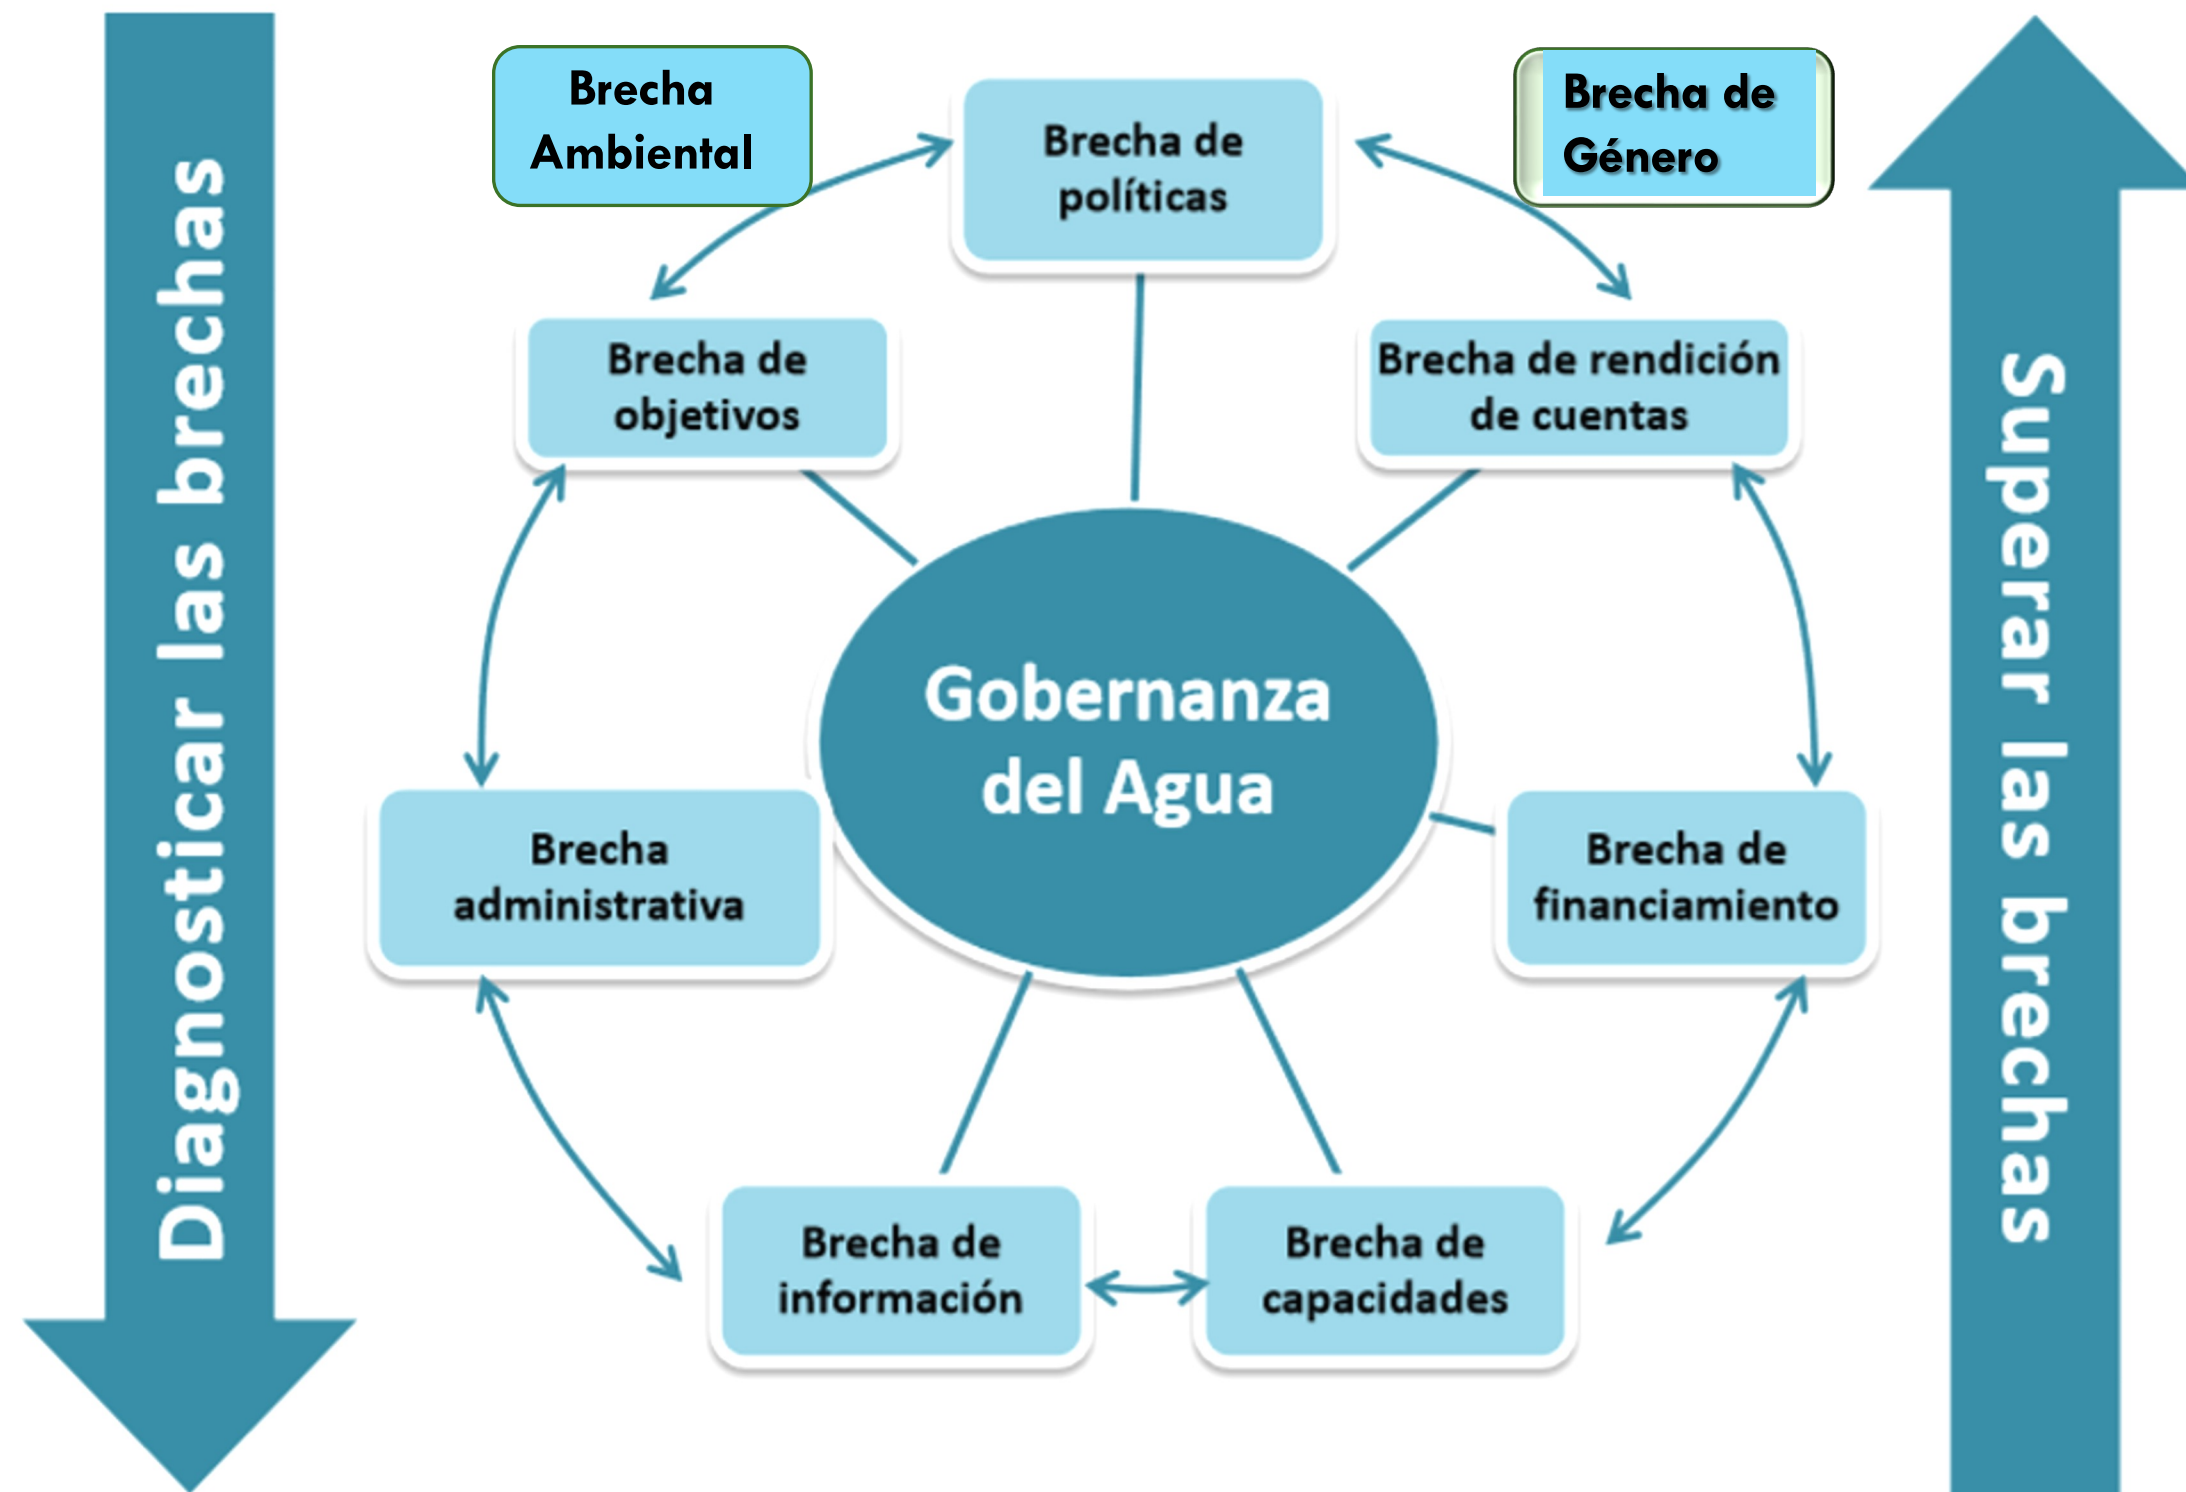 Diagnosticar las brechas
Brecha
Ambiental
Brecha de
políticas
Brecha de
Género
Brecha de
objetivos
Brecha de rendición
de cuentas
Gobernanza
del Agua
Brecha
administrativa
Brecha de
financiamiento
Brecha de
información
Brecha de
capacidades
Superar las brechas